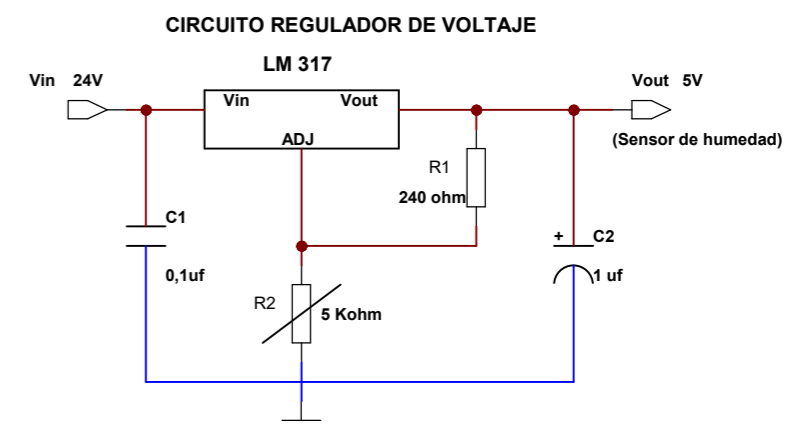 CIRCUITO REGULADOR DE VOLTAJE
LM 317
Vin 24V
Vin
Vout
ADJ
Vout 5V
(Sensor de humedad)
R1
240 ohm
C1
0,1uf
+
C2
1 uf
R2
5 Kohm